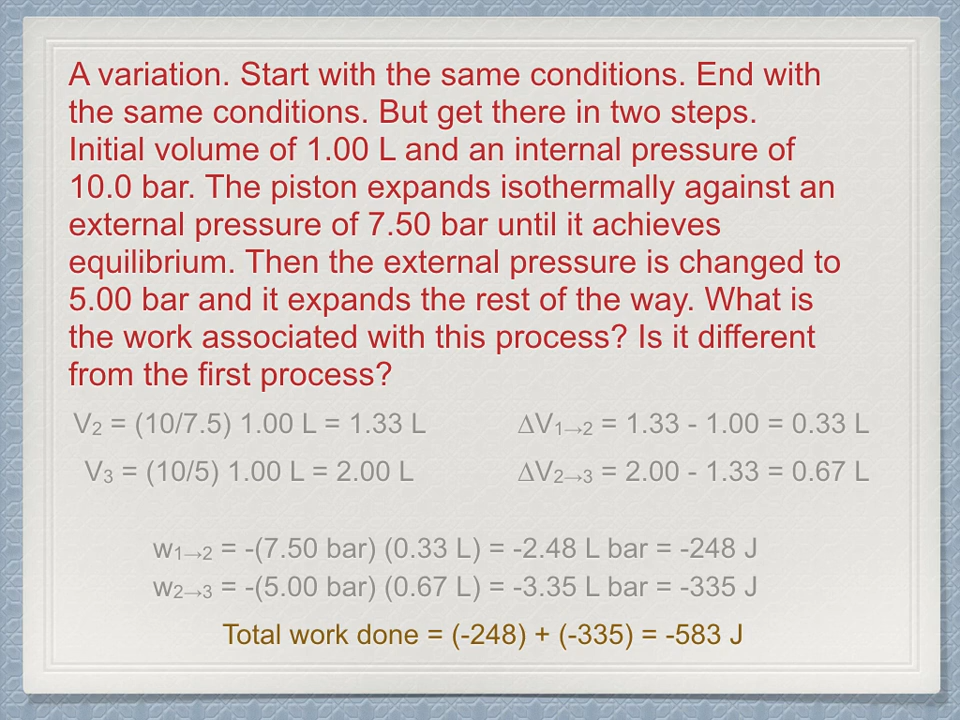 A variation. Start with the same conditions. End with
the same conditions. But get there in two steps.
Initial volume of 1.00 L and an internal pressure of
10.0 bar. The piston expands isothermally against an
external pressure of 7.50 bar until it achieves
equilibrium. Then the external pressure is changed to
5.00 bar and it expands the rest of the way. What is
the work associated with this process? Is it different
from the first process?
V₂ = (10/7.5) 1.00 L = 1.33 L
∆V₁→₂ = 1.33 - 1.00 = 0.33 L
V₃ = (10/5) 1.00 L = 2.00 L
∆V₂→₃ = 2.00 - 1.33 = 0.67 L
w₁→₂ = -(7.50 bar) (0.33 L) = -2.48 L bar = -248 J
w₂→₃ = -(5.00 bar) (0.67 L) = -3.35 L bar = -335 J
Total work done = (-248) + (-335) = -583 J